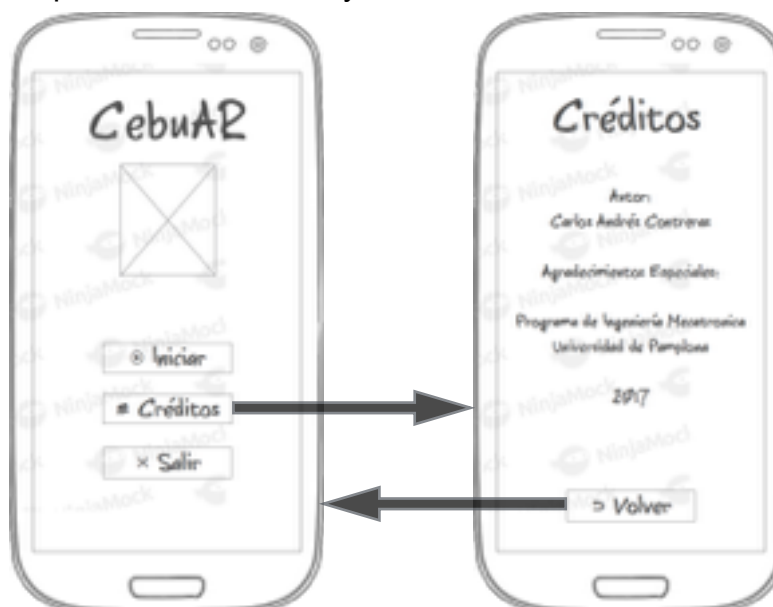 CebuAR
Iniciar
Créditos
Salir
Créditos
Autor:
Carlos Andrés Contreras
Agradecimientos Especiales:
Programa de Ingeniería Mecatronica
Universidad de Pamplona
2017
Volver
NinjaMock